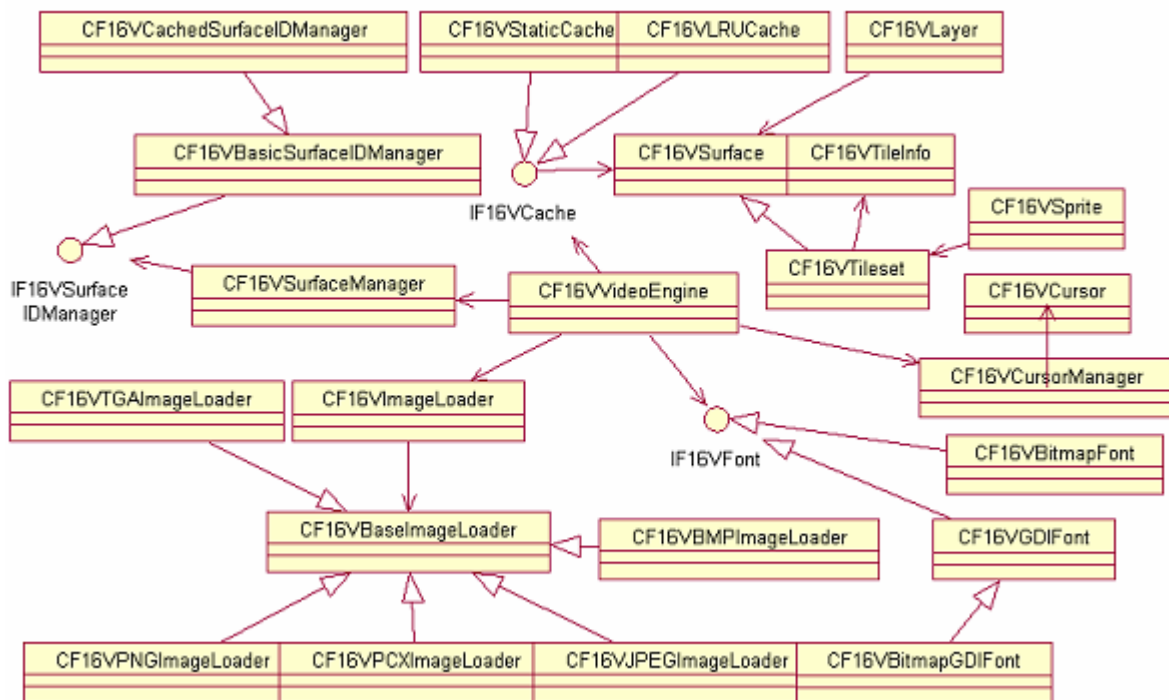 CF16VCachedSurfaceIDManager
CF16VStaticCache
CF16VLRUCache
CF16VLayer
CF16VBasicSurfaceIDManager
CF16VSurface
CF16VTileInfo
IF16VCache
CF16VSprite
IF16VSurface
IDManager
CF16VSurfaceManager
CF16VVideoEngine
CF16VTileset
CF16VCursor
CF16VTGAImageLoader
CF16VImageLoader
CF16VCursorManager
IF16VFont
CF16VBitmapFont
CF16VBaseImageLoader
CF16VBMPImageLoader
CF16VGDIFont
CF16VPNGImageLoader
CF16VPCXImageLoader
CF16VJPEGImageLoader
CF16VBitmapGDIFont